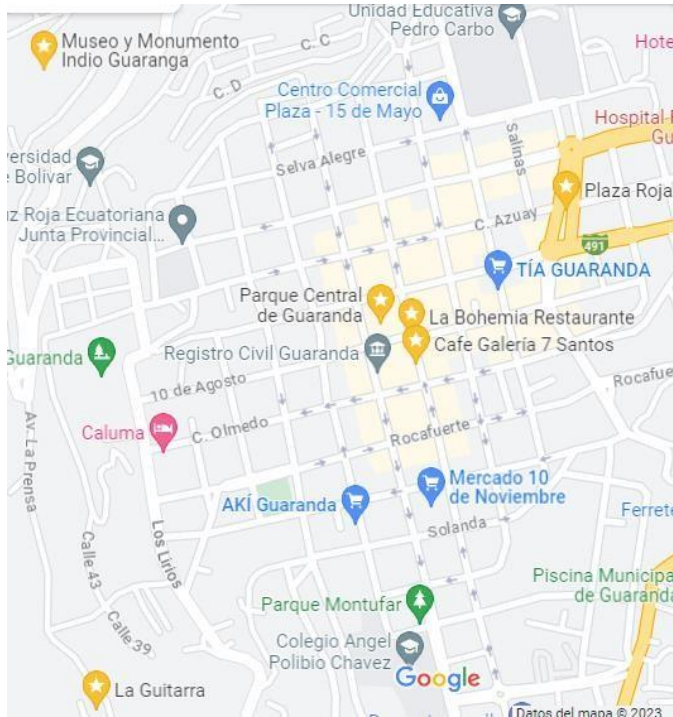 Unidad Educativa
Pedro Carbo
Museo y Monumento
Indio Guaranga
C. C
C. D
Hote
Centro Comercial
Plaza - 15 de Mayo
Salinas
Hospital
Gu
Selva Alegre
versidad
Bolivar
Plaza Roja
uz Roja Ecuatoriana
Junta Provincial...
C. Azuay
491
TÍA GUARANDA
Parque Central
de Guaranda
La Bohemia Restaurante
Registro Civil Guaranda
Cafe Galería 7 Santos
Guaranda
10 de Agosto
Rocafue
Caluma
C. Olmedo
Rocafuerte
Av. La Prensa
Mercado 10
de Noviembre
AKÍ Guaranda
Ferrete
Solanda
Los Lirios
Calle 43
Piscina Municipa
de Guaranda
Parque Montufar
Calle 39
Colegio Angel
Polibio Chavez
Google
La Guitarra
Datos del mapa © 2023